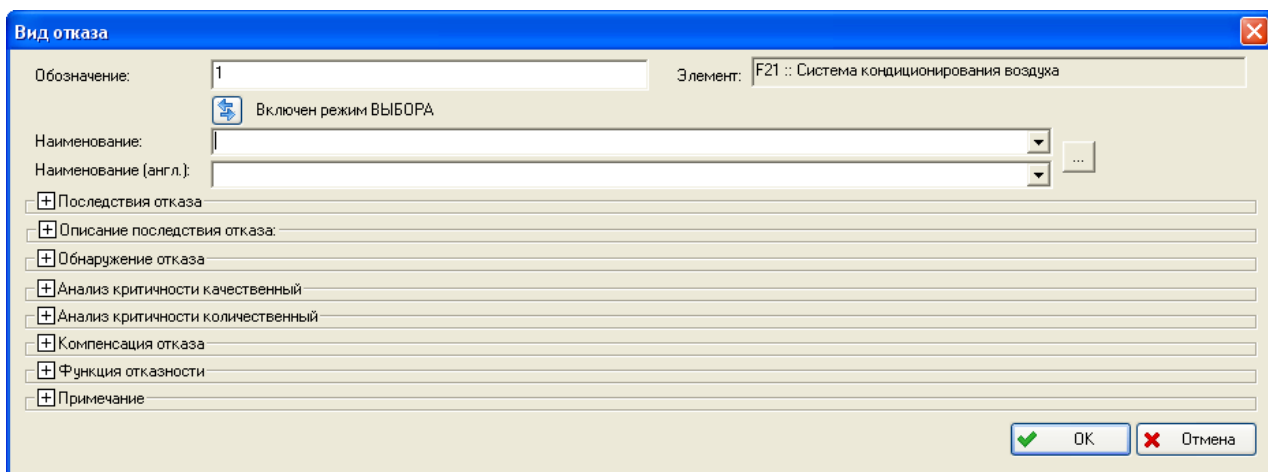 Вид отказа
Обозначение: 1 Элемент: F21 :: Система кондиционирования воздуха
Включен режим ВЫБОРА
Наименование:
...
Наименование (англ.):
Последствия отказа
Описание последствия отказа:
Обнаружение отказа
Анализ критичности качественный
Анализ критичности количественный
Компенсация отказа
Функция отказности
Примечание
OK Отмена